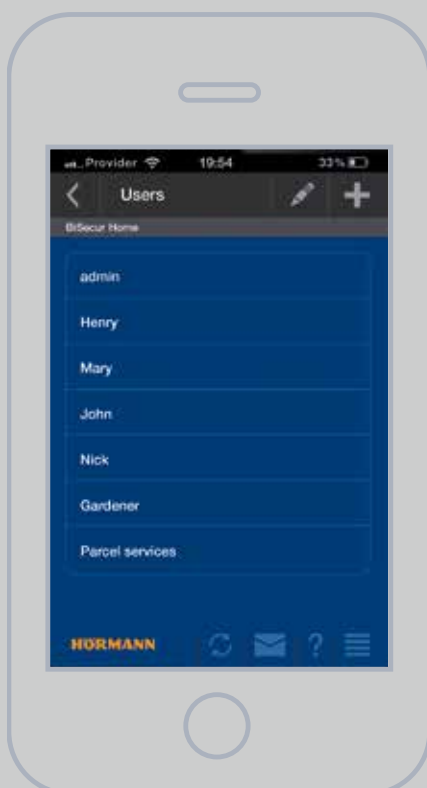 Provider 19:54 33%
Users
BiSecur Home
admin
Henry
Mary
John
Nick
Gardener
Parcel services
HÖRMANN ?